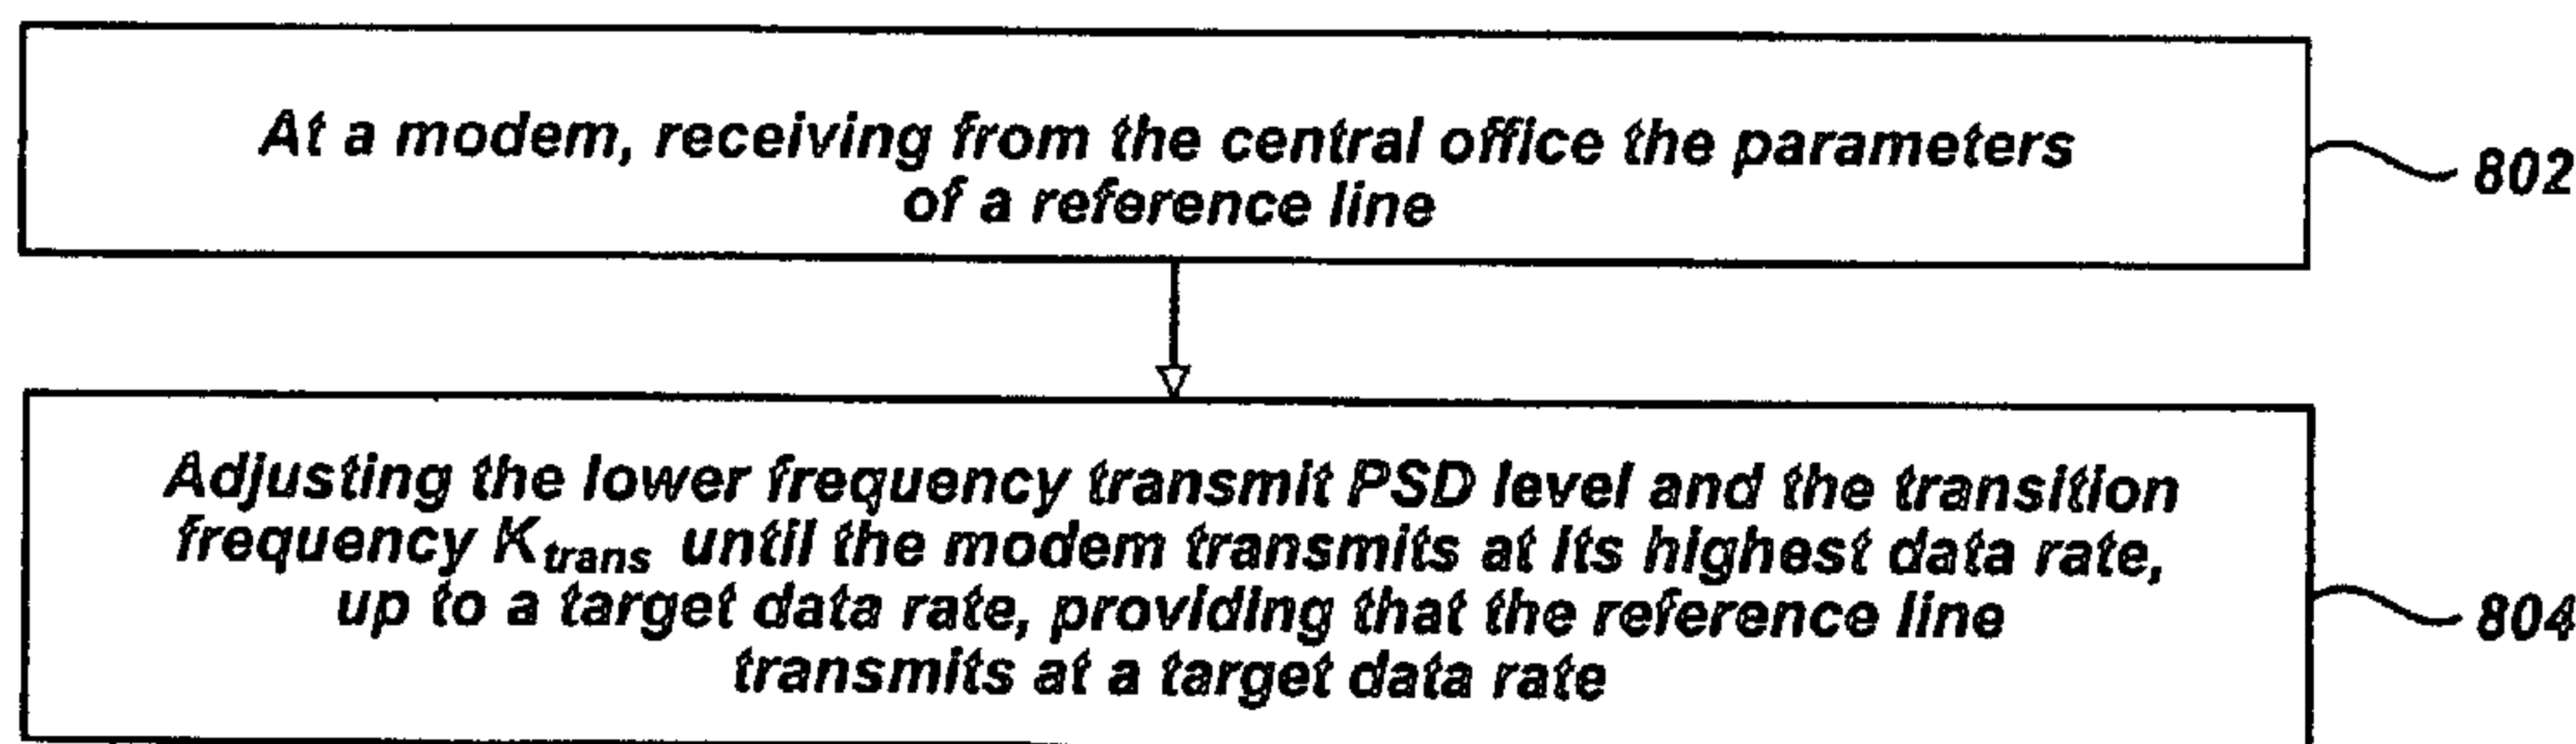 At a modem, receiving from the central office the parameters
of a reference line
802
Adjusting the lower frequency transmit PSD level and the transition
frequency Ktrans until the modem transmits at its highest data rate,
up to a target data rate, providing that the reference line
transmits at a target data rate
804